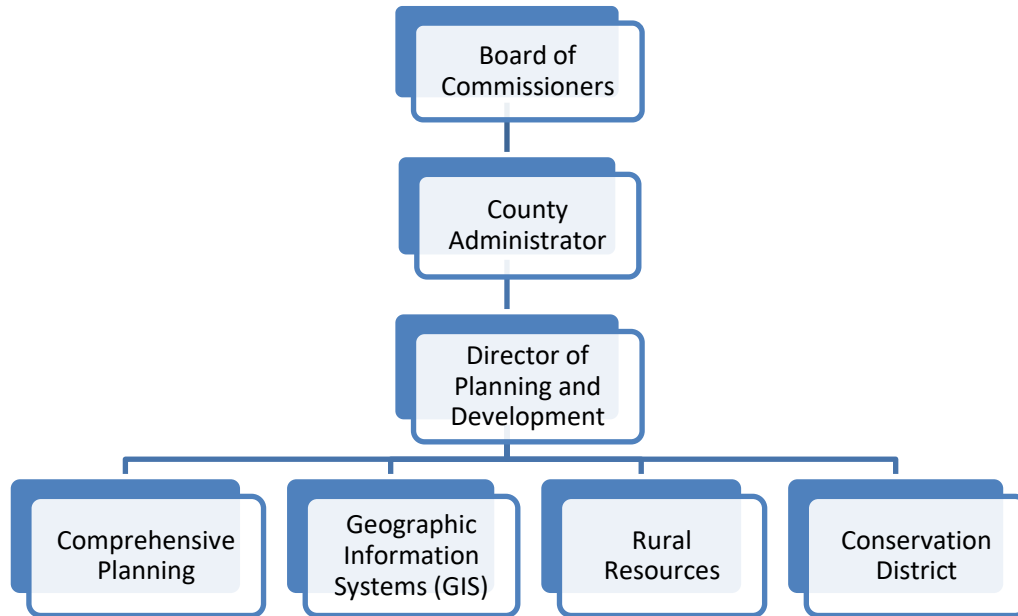 Board of
Commissioners
County
Administrator
Director of
Planning and
Development
Comprehensive
Planning
Geographic
Information
Systems (GIS)
Rural
Resources
Conservation
District